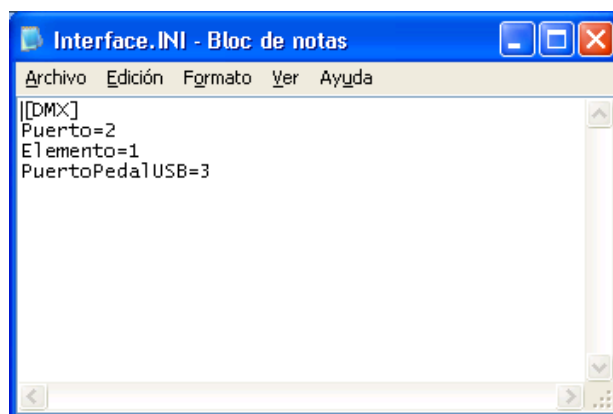 Interface.INI - Bloc de notas
Archivo Edición Formato Ver Ayuda
[DMX]
Puerto=2
Elemento=1
PuertoPedalUSB=3